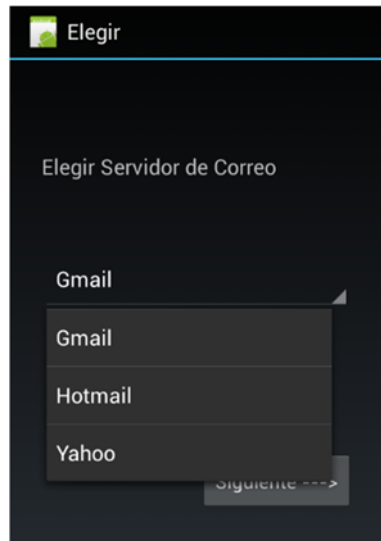 Elegir
Elegir Servidor de Correo
Gmail
Gmail
Hotmail
Yahoo
Siguiente --->